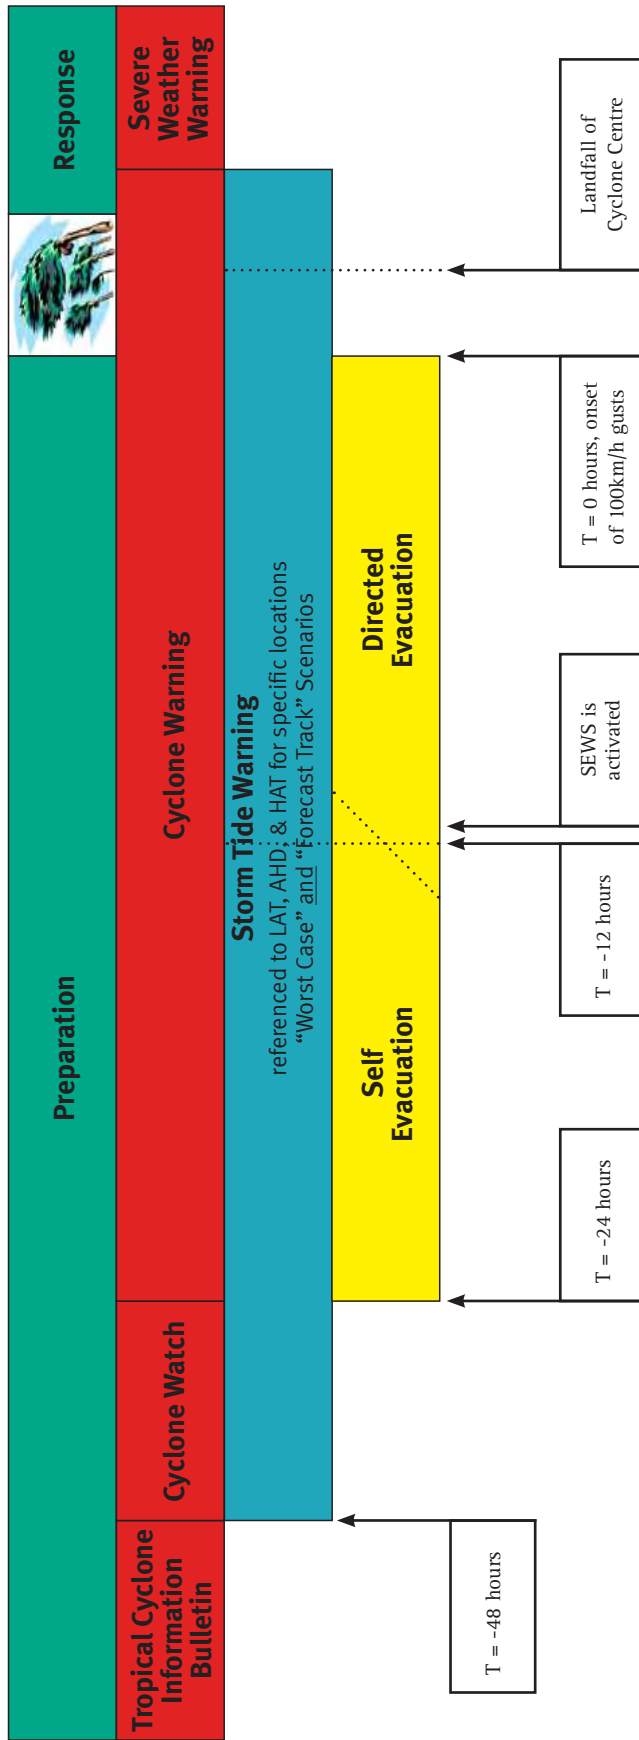 Preparation
Response
Tropical Cyclone
Information
Bulletin
Cyclone Watch
Cyclone Warning
Severe
Weather
Warning
Storm Tide Warning
referenced to LAT, AHD, & HAT for specific locations
“Worst Case” and “Forecast Track” Scenarios
Self
Evacuation
Directed
Evacuation
T = -48 hours
T = -24 hours
T = -12 hours
SEWS is
activated
T = 0 hours, onset
of 100km/h gusts
Landfall of
Cyclone Centre